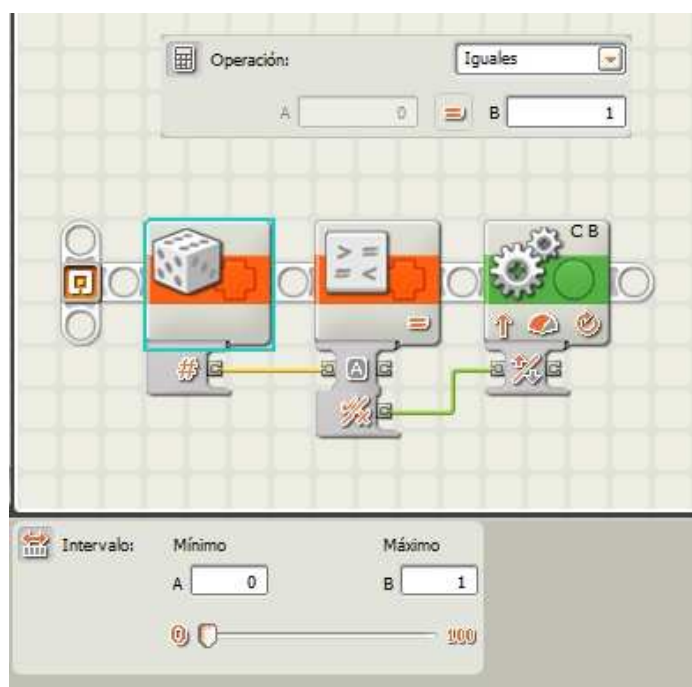 Operación: Iguales
A 0 = B 1
C B
> =
= <
=
#
A
Intervalo: Mínimo Máximo
A 0 B 1
0 100